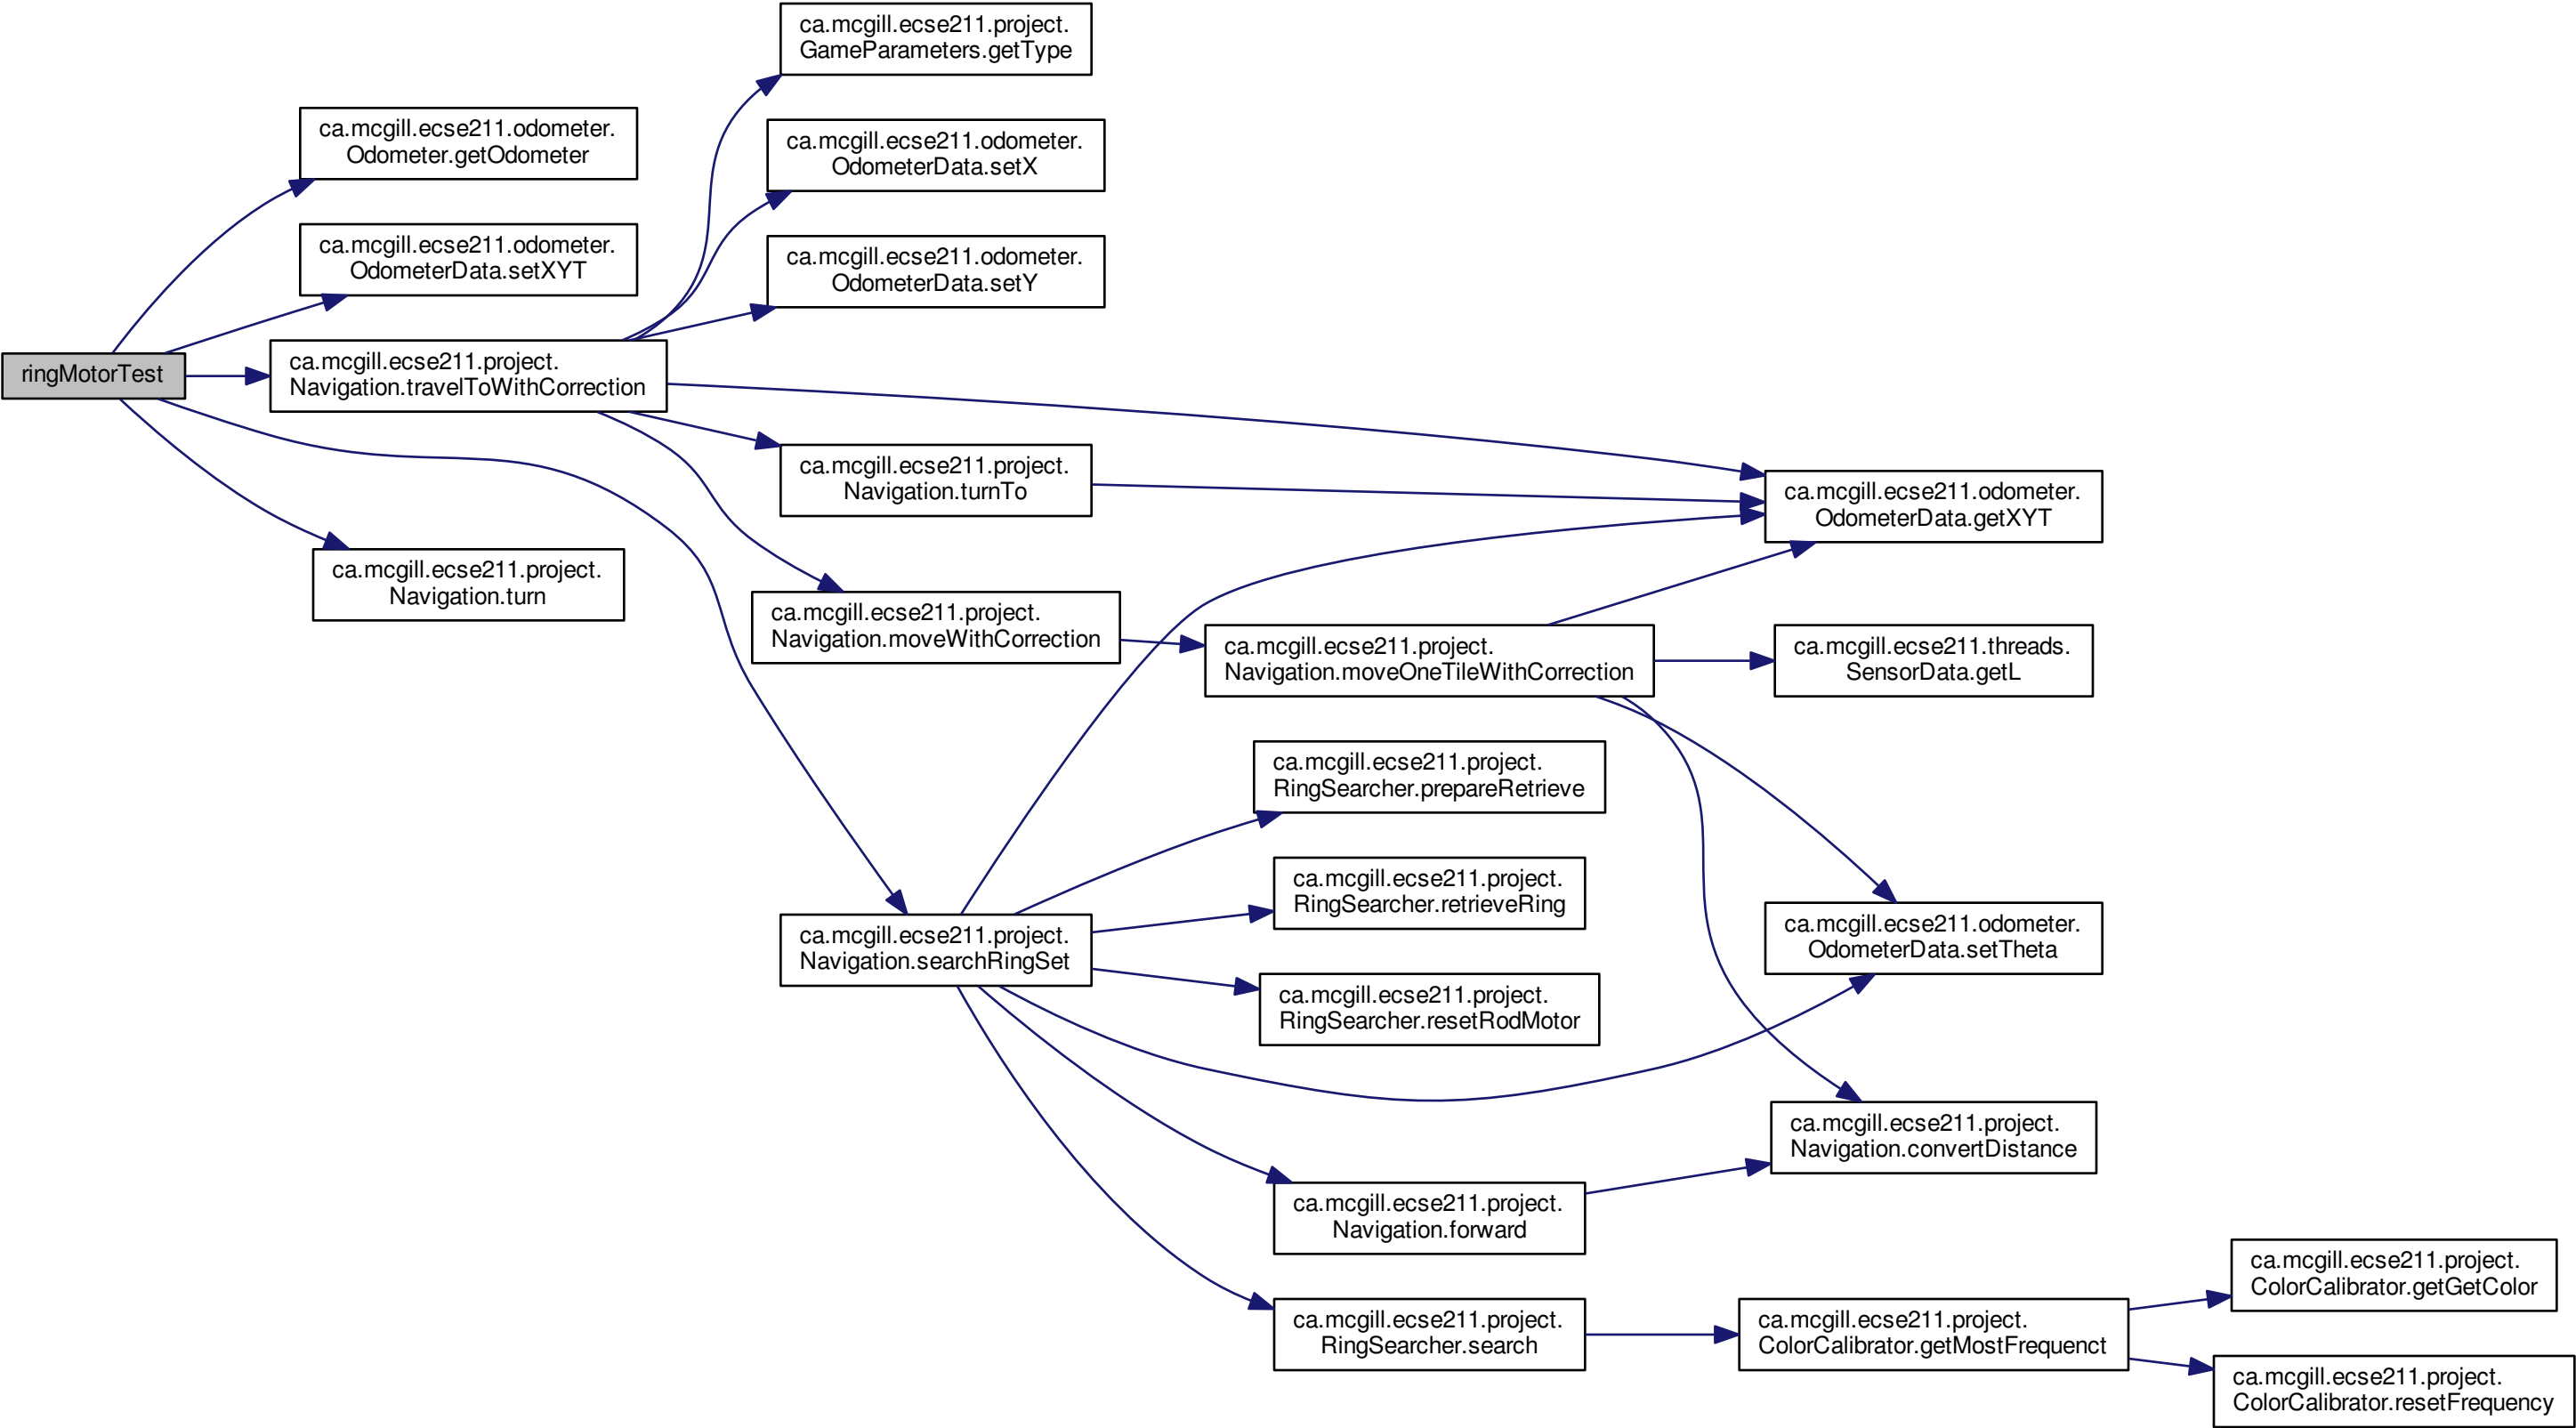 ca.mcgill.ecse211.project.
GameParameters.getType
ca.mcgill.ecse211.odometer.
Odometer.getOdometer
ca.mcgill.ecse211.odometer.
OdometerData.setX
ca.mcgill.ecse211.odometer.
OdometerData.setXYT
ca.mcgill.ecse211.odometer.
OdometerData.setY
ringMotorTest
ca.mcgill.ecse211.project.
Navigation.travelToWithCorrection
ca.mcgill.ecse211.project.
Navigation.turnTo
ca.mcgill.ecse211.odometer.
OdometerData.getXYT
ca.mcgill.ecse211.project.
Navigation.turn
ca.mcgill.ecse211.project.
Navigation.moveWithCorrection
ca.mcgill.ecse211.project.
Navigation.moveOneTileWithCorrection
ca.mcgill.ecse211.threads.
SensorData.getL
ca.mcgill.ecse211.project.
RingSearcher.prepareRetrieve
ca.mcgill.ecse211.project.
RingSearcher.retrieveRing
ca.mcgill.ecse211.project.
Navigation.searchRingSet
ca.mcgill.ecse211.odometer.
OdometerData.setTheta
ca.mcgill.ecse211.project.
RingSearcher.resetRodMotor
ca.mcgill.ecse211.project.
Navigation.convertDistance
ca.mcgill.ecse211.project.
Navigation.forward
ca.mcgill.ecse211.project.
ColorCalibrator.getGetColor
ca.mcgill.ecse211.project.
RingSearcher.search
ca.mcgill.ecse211.project.
ColorCalibrator.getMostFrequenct
ca.mcgill.ecse211.project.
ColorCalibrator.resetFrequency